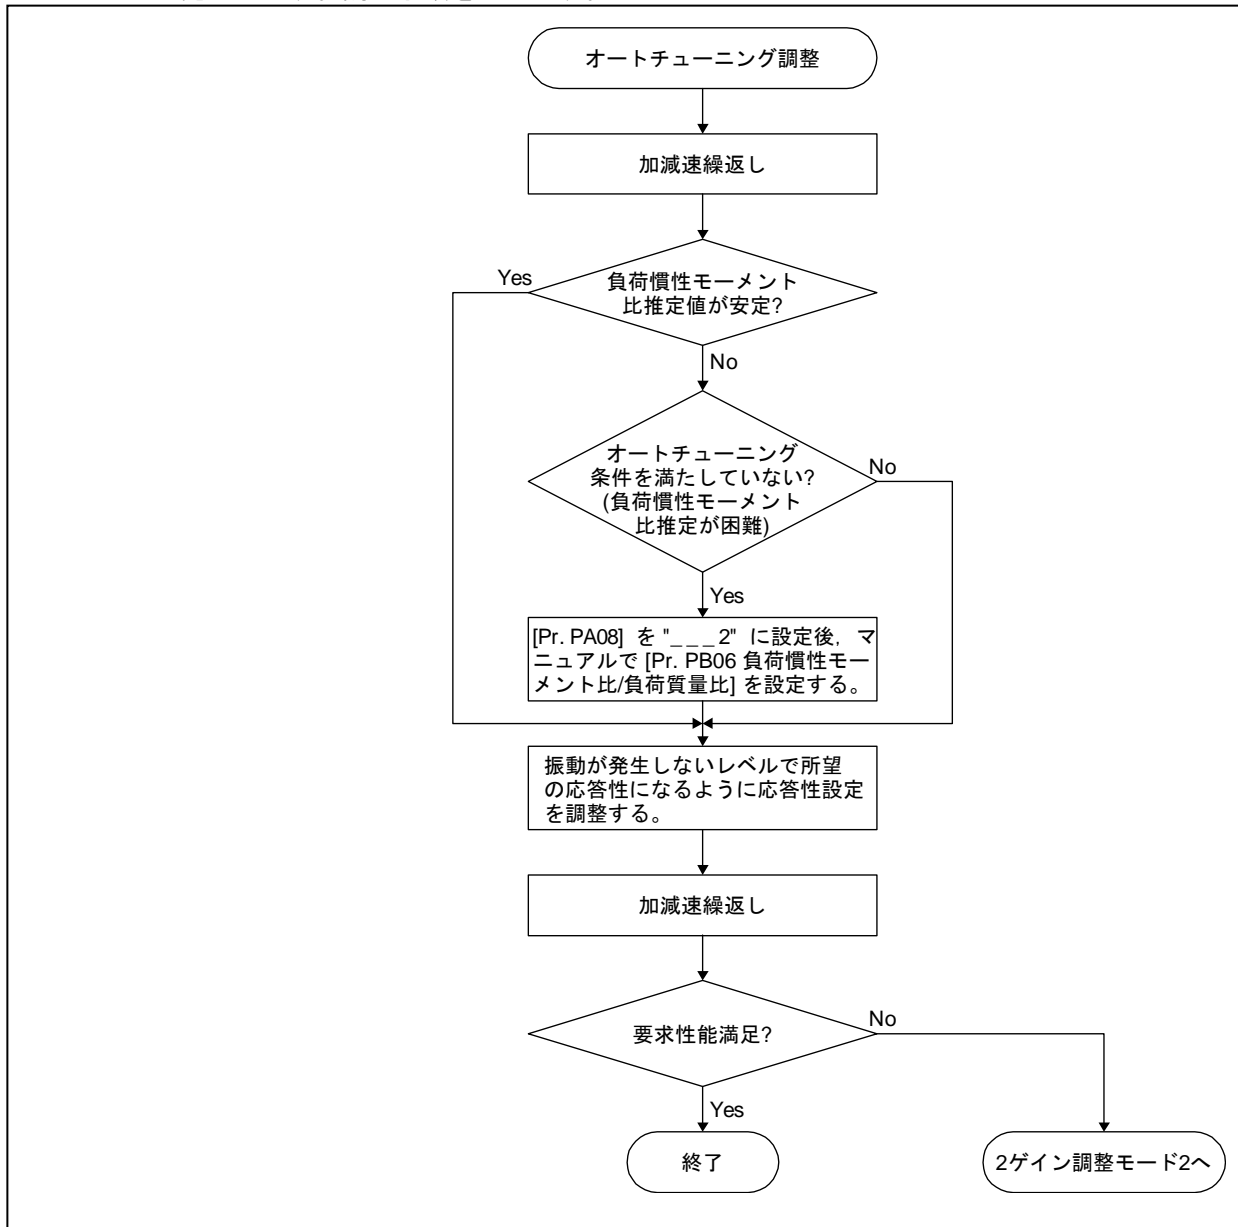 オートチューニング調整
加減速繰返し
Yes
負荷慣性モーメント
比推定値が安定?
No
オートチューニング
条件を満たしていない?
(負荷慣性モーメント
比推定が困難)
No
Yes
[Pr. PA08] を "_ _ _ 2" に設定後, マ
ニュアルで [Pr. PB06 負荷慣性モー
メント比/負荷質量比] を設定する。
振動が発生しないレベルで所望
の応答性になるように応答性設定
を調整する。
加減速繰返し
要求性能満足?
No
Yes
終了
2ゲイン調整モード2へ